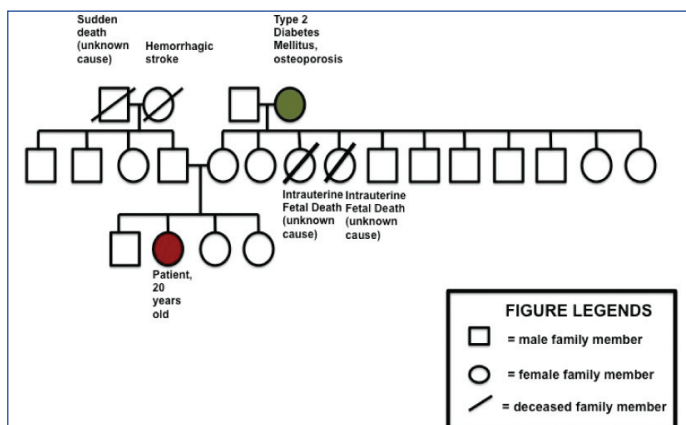 Sudden
death
(unknown
cause)
Hemorrhagic
stroke
Type 2
Diabetes
Mellitus,
osteoporosis
Intrauterine
Fetal Death
(unknown
cause)
Intrauterine
Fetal Death
(unknown
cause)
Patient,
20
years
old
FIGURE LEGENDS
= male family member
= female family member
= deceased family member